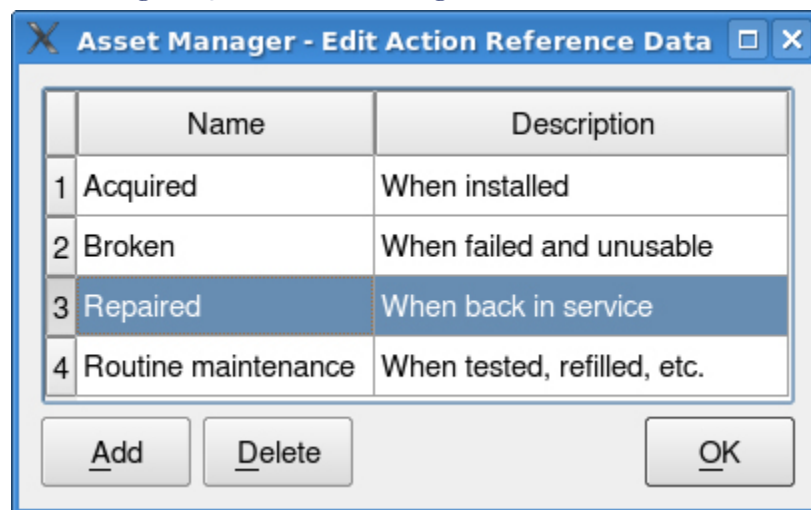 Asset Manager - Edit Action Reference Data
Name Description
1 Acquired When installed
2 Broken When failed and unusable
3 Repaired When back in service
4 Routine maintenance When tested, refilled, etc.
Add Delete OK